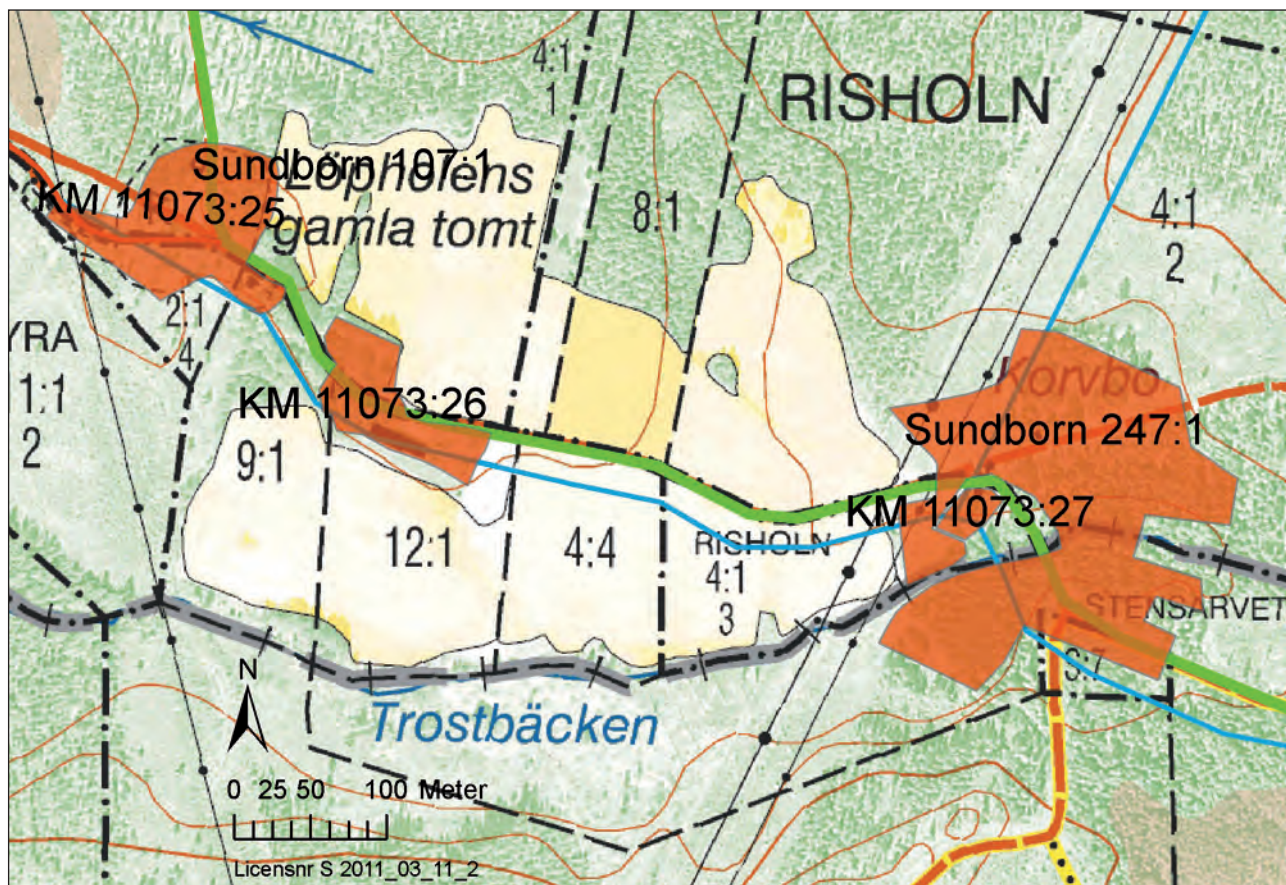 4:1
1
RISHOLN
Sundborn 107:1
Löpholens
gamla tomt
KM 11073:25
8:1
4:1
2
2:1
4
YRA
1:1
2
KM 11073:26
9:1
Korvbo
Sundborn 247:1
KM 11073:27
12:1
4:4
RISHOLN
4:1
3
STENSARVET
N
Trostbäcken
0 25 50 100 Meter
Licensnr S 2011_03_11_2